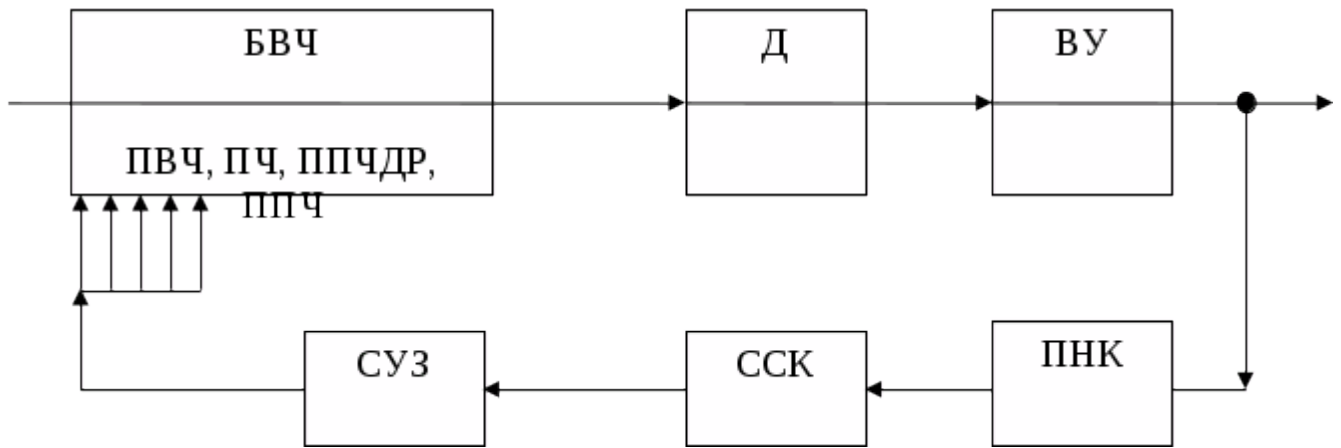 БВЧ
Д
ВУ
ПВЧ, ПЧ, ППЧДР,
ППЧ
СУЗ
ССК
ПНК